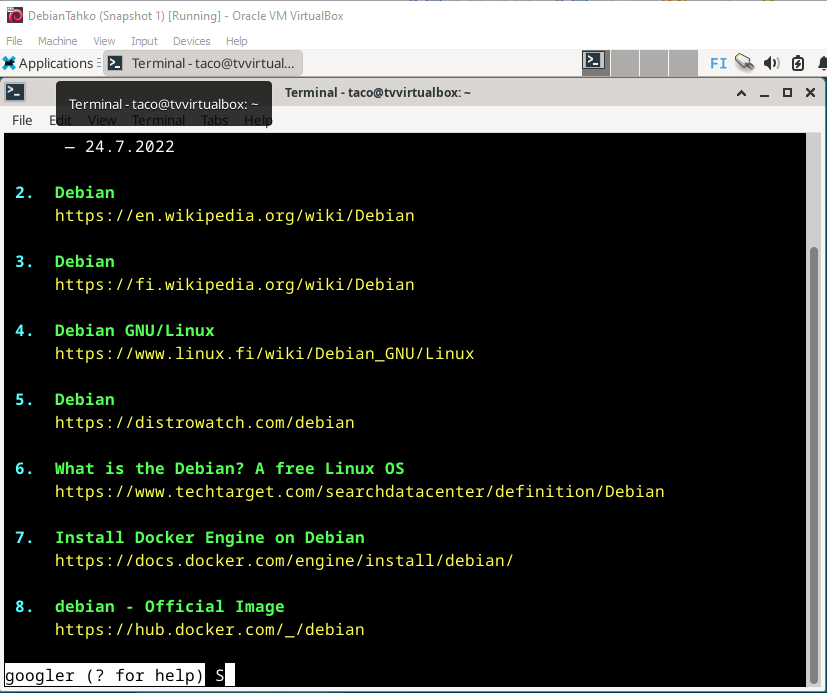 DebianTahko (Snapshot 1) [Running] - Oracle VM VirtualBox
File Machine View Input Devices Help
Applications Terminal - taco@tvvirtual... FI
Terminal - taco@tvvirtualbox: ~
Terminal - taco@tvvirtualbox: ~
File Edit View Terminal Tabs Help
— 24.7.2022
2. Debian
https://en.wikipedia.org/wiki/Debian
3. Debian
https://fi.wikipedia.org/wiki/Debian
4. Debian GNU/Linux
https://www.linux.fi/wiki/Debian_GNU/Linux
5. Debian
https://distrowatch.com/debian
6. What is the Debian? A free Linux OS
https://www.techtarget.com/searchdatacenter/definition/Debian
7. Install Docker Engine on Debian
https://docs.docker.com/engine/install/debian/
8. debian - Official Image
https://hub.docker.com/_/debian
googler (? for help) S